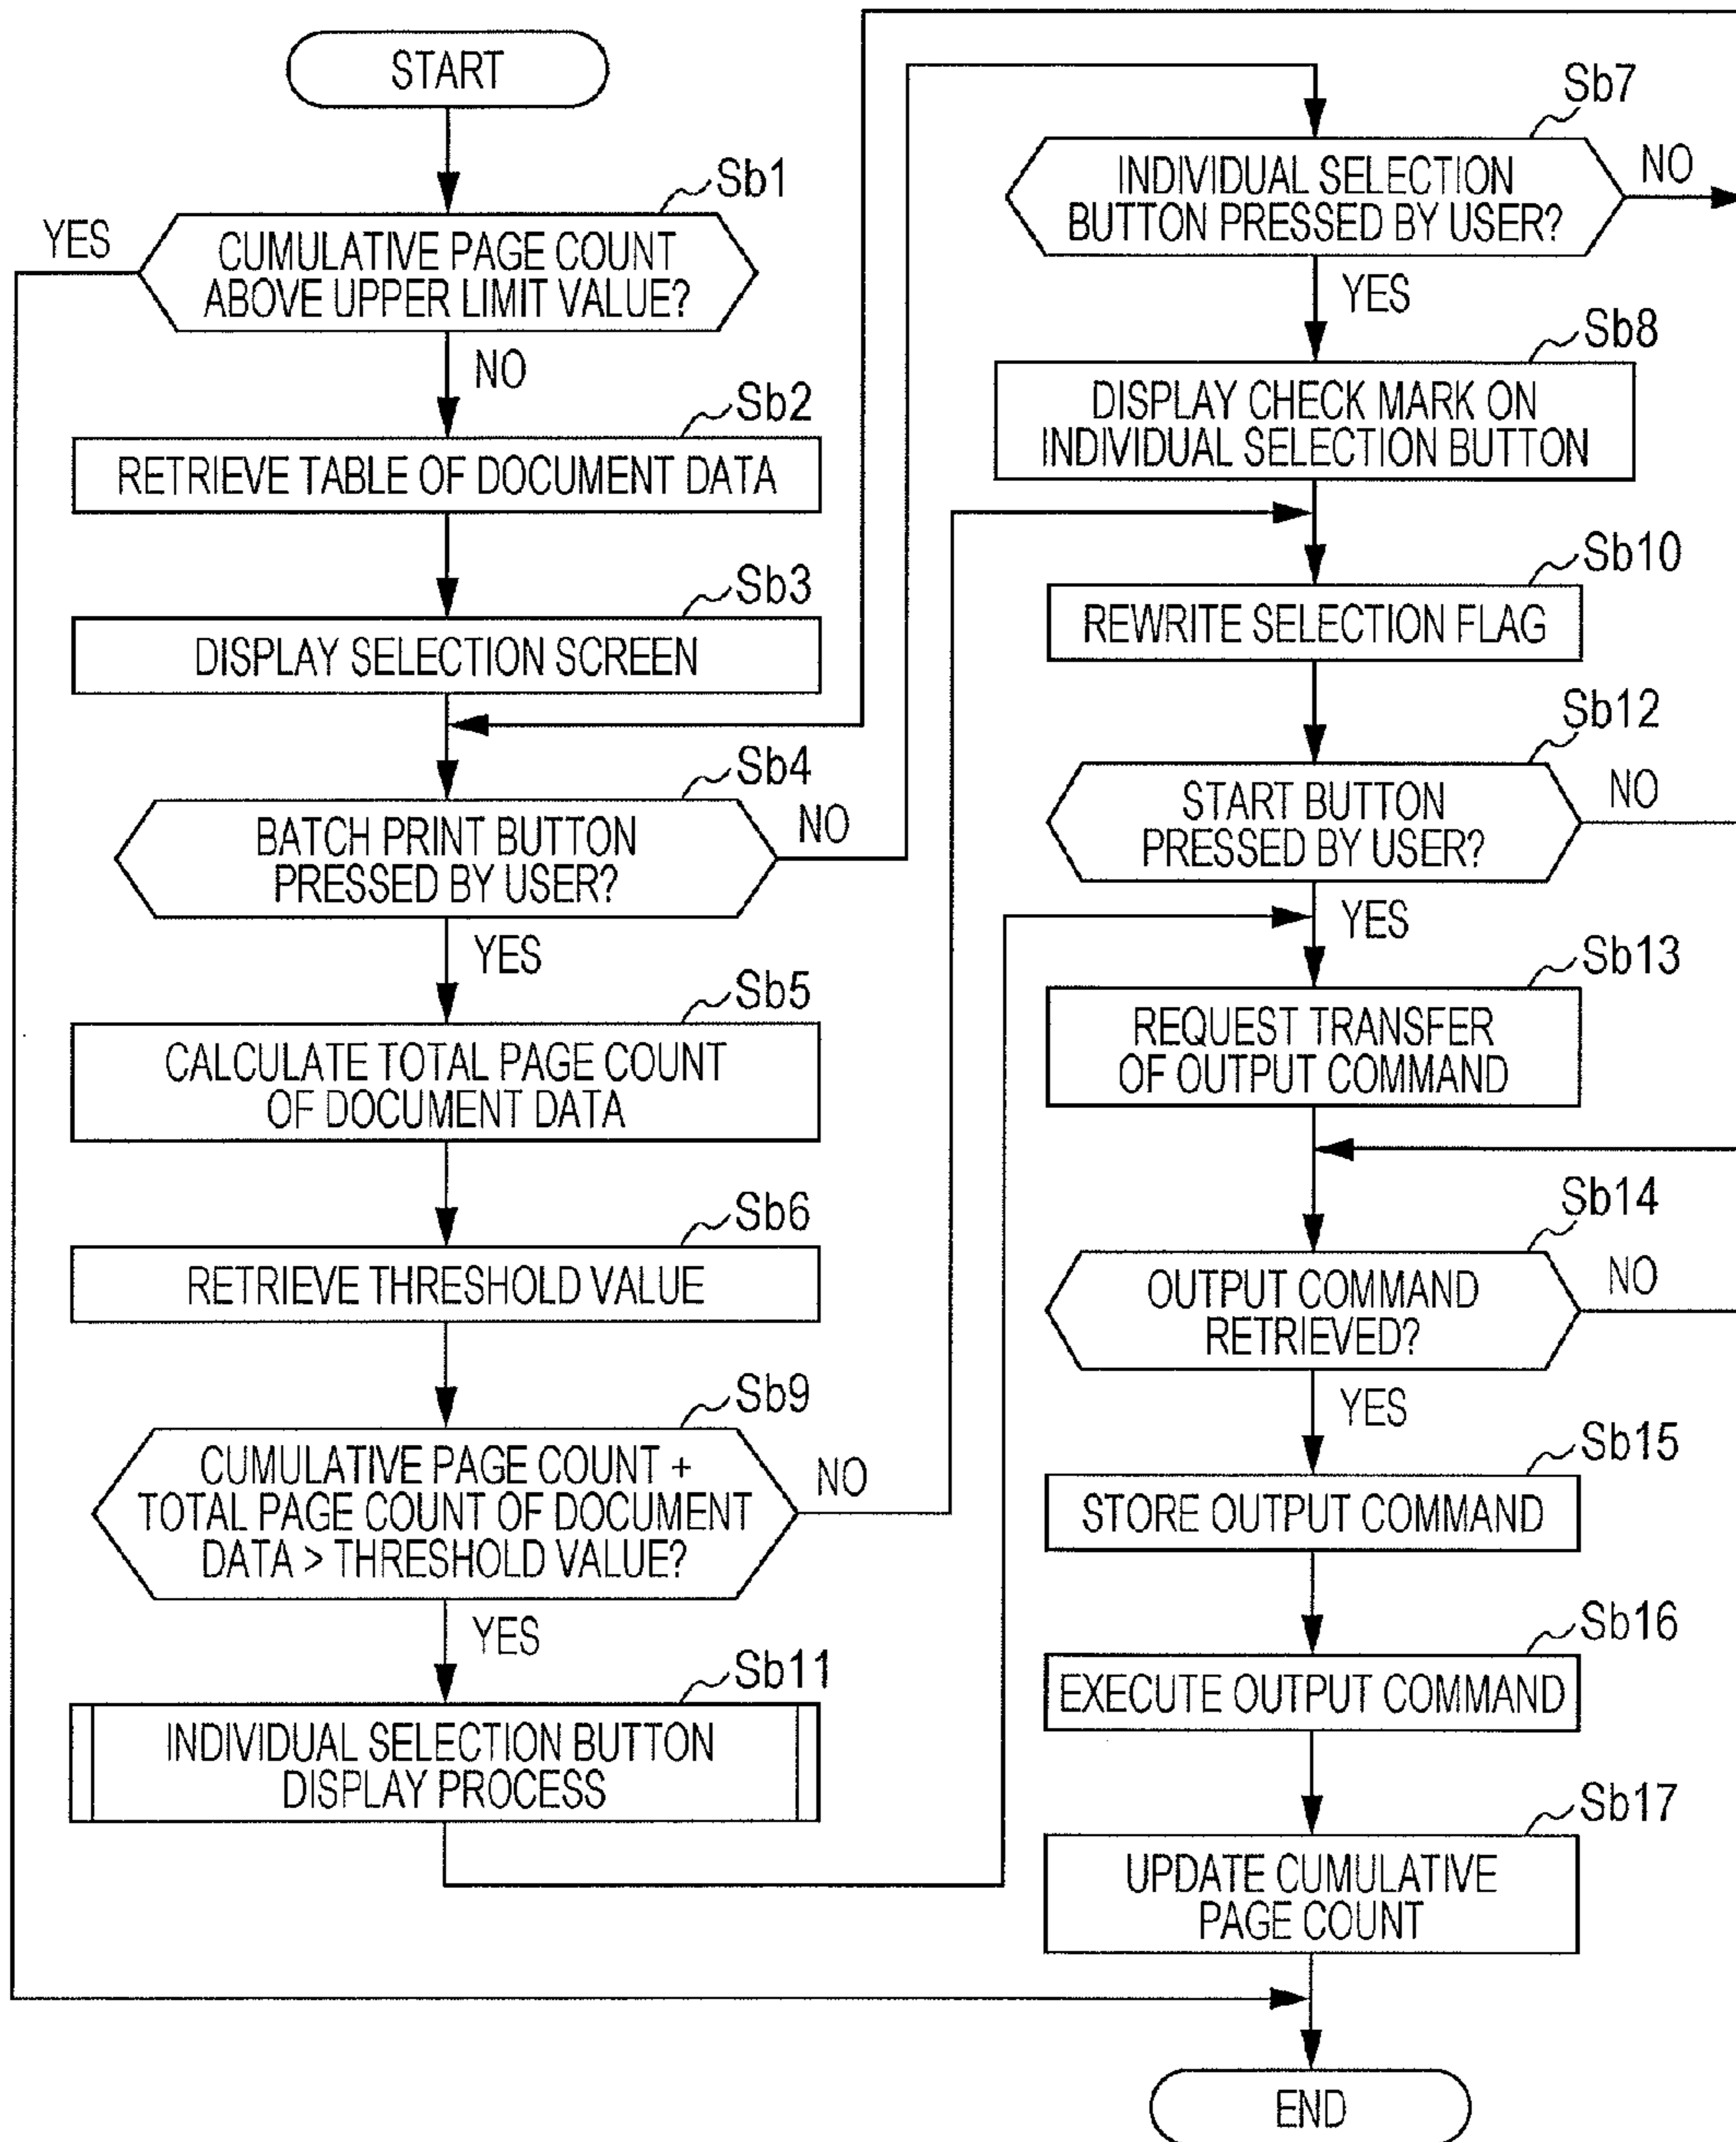 START
Sb1
YES
CUMULATIVE PAGE COUNT
ABOVE UPPER LIMIT VALUE?
NO
Sb2
RETRIEVE TABLE OF DOCUMENT DATA
Sb3
DISPLAY SELECTION SCREEN
Sb4
BATCH PRINT BUTTON
PRESSED BY USER?
NO
YES
Sb5
CALCULATE TOTAL PAGE COUNT
OF DOCUMENT DATA
Sb6
RETRIEVE THRESHOLD VALUE
Sb9
CUMULATIVE PAGE COUNT +
TOTAL PAGE COUNT OF DOCUMENT
DATA > THRESHOLD VALUE?
NO
YES
Sb11
INDIVIDUAL SELECTION BUTTON
DISPLAY PROCESS
Sb7
INDIVIDUAL SELECTION
BUTTON PRESSED BY USER?
NO
YES
Sb8
DISPLAY CHECK MARK ON
INDIVIDUAL SELECTION BUTTON
Sb10
REWRITE SELECTION FLAG
Sb12
START BUTTON
PRESSED BY USER?
NO
YES
Sb13
REQUEST TRANSFER
OF OUTPUT COMMAND
Sb14
OUTPUT COMMAND
RETRIEVED?
NO
YES
Sb15
STORE OUTPUT COMMAND
Sb16
EXECUTE OUTPUT COMMAND
Sb17
UPDATE CUMULATIVE
PAGE COUNT
END